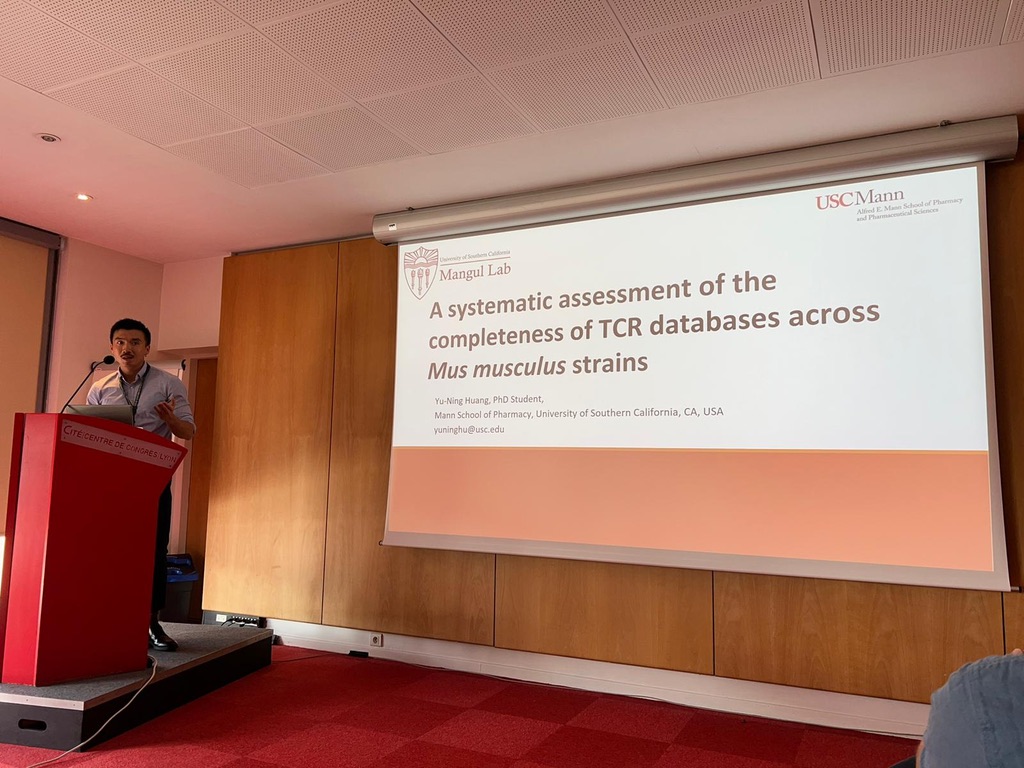 USC Mann
Alfred E. Mann School of Pharmacy
and Pharmaceutical Sciences
University of Southern California
Mangul Lab
A systematic assessment of the
completeness of TCR databases across
Mus musculus strains
Yu-Ning Huang, PhD Student,
Mann School of Pharmacy, University of Southern California, CA, USA
yuninghu@usc.edu
CITÉ/CENTRE DE CONGRÈS, LYON